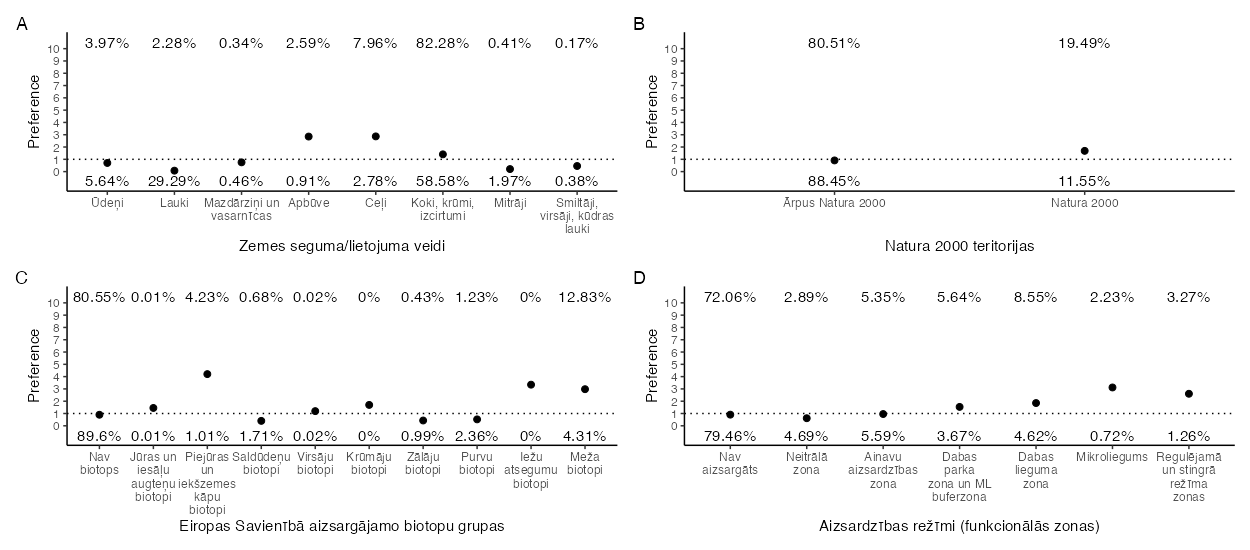 A
3.97% 2.28% 0.34% 2.59% 7.96% 82.28% 0.41% 0.17%
10
9
8
7
6
5
4
3
2
1
0
Preference
5.64% 29.29% 0.46% 0.91% 2.78% 58.58% 1.97% 0.38%
Ūdeņi
Lauki
Mazdārziņi un
vasarnīcas
Apbūve
Ceļi
Koki, krūmi,
izcirtumi
Mitrāji
Smiltāji,
virsāji, kūdras
lauki
Zemes seguma/lietojuma veidi
B
80.51% 19.49%
10
9
8
7
6
5
4
3
2
1
0
Preference
88.45% 11.55%
Ārpus Natura 2000
Natura 2000
Natura 2000 teritorijas
C
80.55% 0.01% 4.23% 0.68% 0.02% 0% 0.43% 1.23% 0% 12.83%
10
9
8
7
6
5
4
3
2
1
0
Preference
89.6% 0.01% 1.01% 1.71% 0.02% 0% 0.99% 2.36% 0% 4.31%
Nav
biotops
Jūras un
iesāļu
augteņu
biotopi
Piejūras
un
iekšzemes
kāpu
biotopi
Saldūdeņu
biotopi
Virsāju
biotopi
Krūmāju
biotopi
Zālāju
biotopi
Purvu
biotopi
Iežu
atsegumu
biotopi
Meža
biotopi
Eiropas Savienībā aizsargājamo biotopu grupas
D
72.06% 2.89% 5.35% 5.64% 8.55% 2.23% 3.27%
10
9
8
7
6
5
4
3
2
1
0
Preference
79.46% 4.69% 5.59% 3.67% 4.62% 0.72% 1.26%
Nav
aizsargāts
Neitrālā
zona
Ainavu
aizsardzības
zona
Dabas
parka
zona un ML
buferzona
Dabas
lieguma
zona
Mikroliegums
Regulējamā
un stingrā
režīma
zonas
Aizsardzības režīmi (funkcionālās zonas)